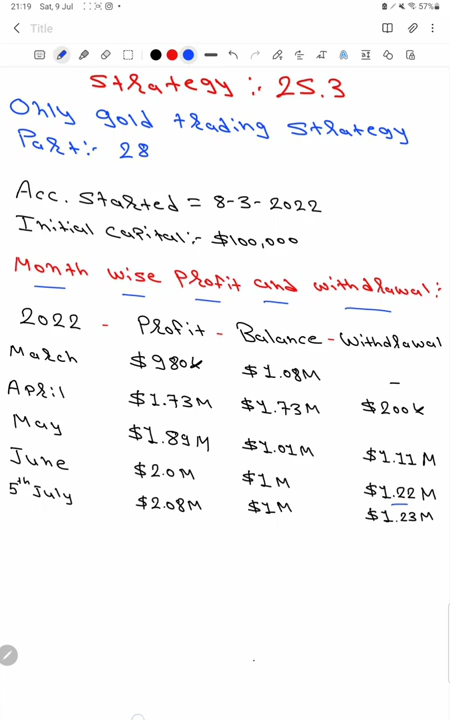 21:19 Sat, 9 Jul 57%
Title
Strategy :- 25.3
Only gold trading strategy
Part:- 28
Acc. started = 8-3-2022
Initial capital:- $100,000
Month wise profit and withdrawal:
2022 - Profit - Balance - Withdrawal
March $980k $1.08M -
April $1.73M $1.73M $200k
May $1.89M $1.01M $1.11M
June $2.0M $1M $1.22M
5th July $2.08M $1M $1.23M